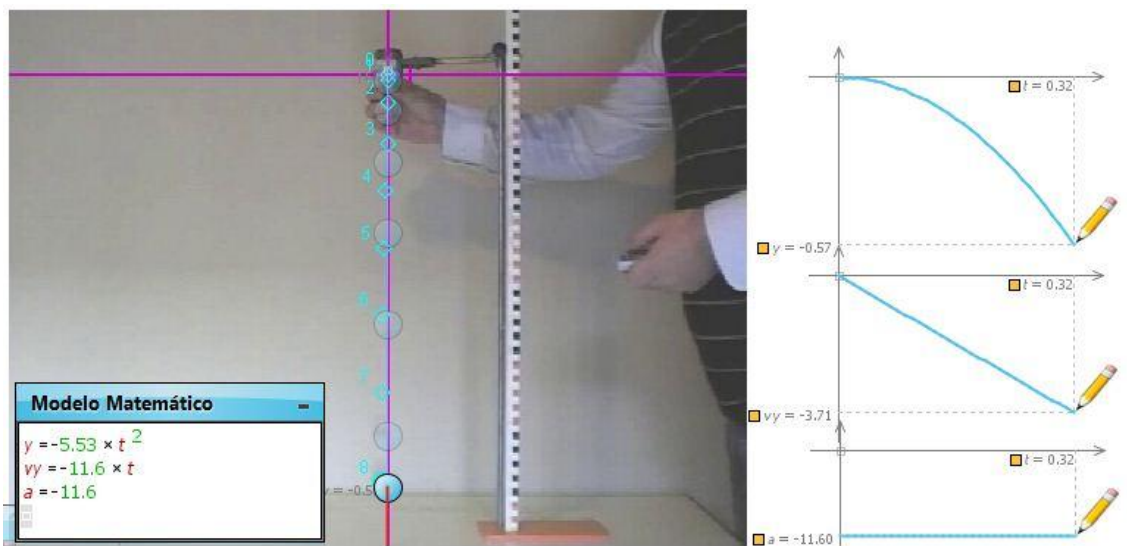 0
1
2
3
4
5
6
7
8
Modelo Matemático
y = -5.53 × t 2
vy = -11.6 × t
a = -11.6
t = 0.32
y = -0.57
t = 0.32
vy = -3.71
t = 0.32
a = -11.60